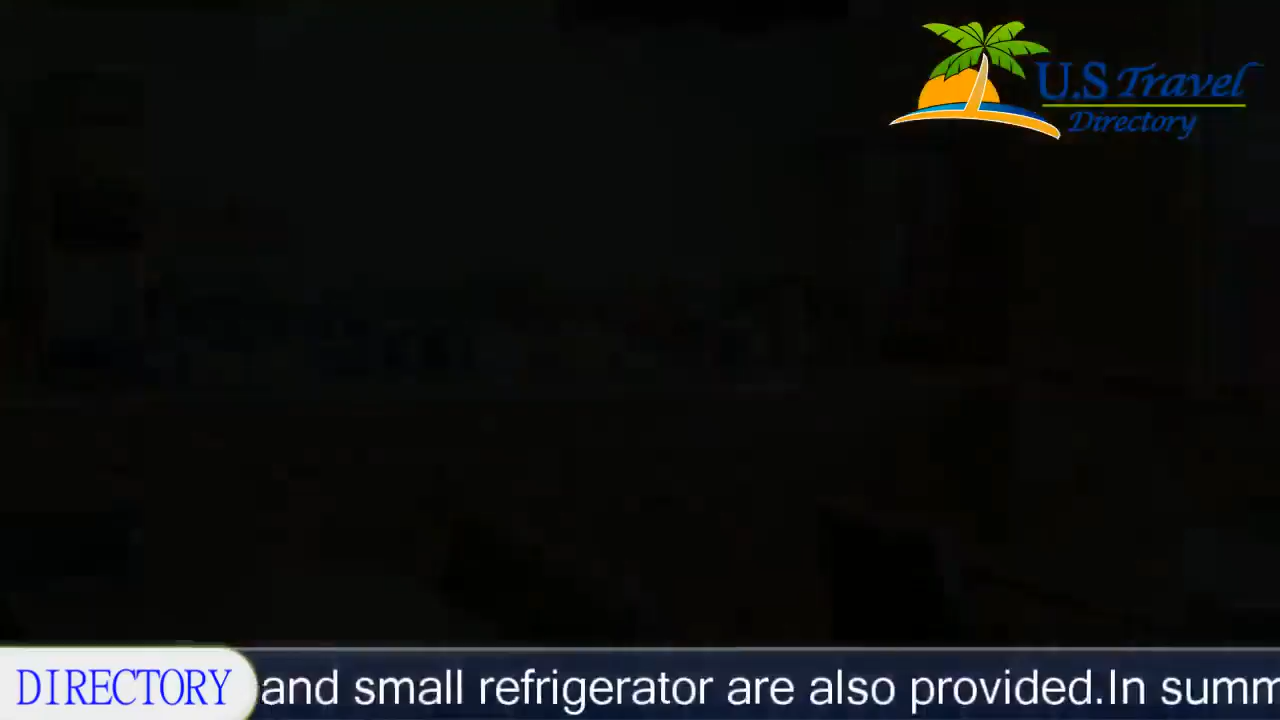 U.S Travel
Directory
DIRECTORY
and small refrigerator are also provided.In summ